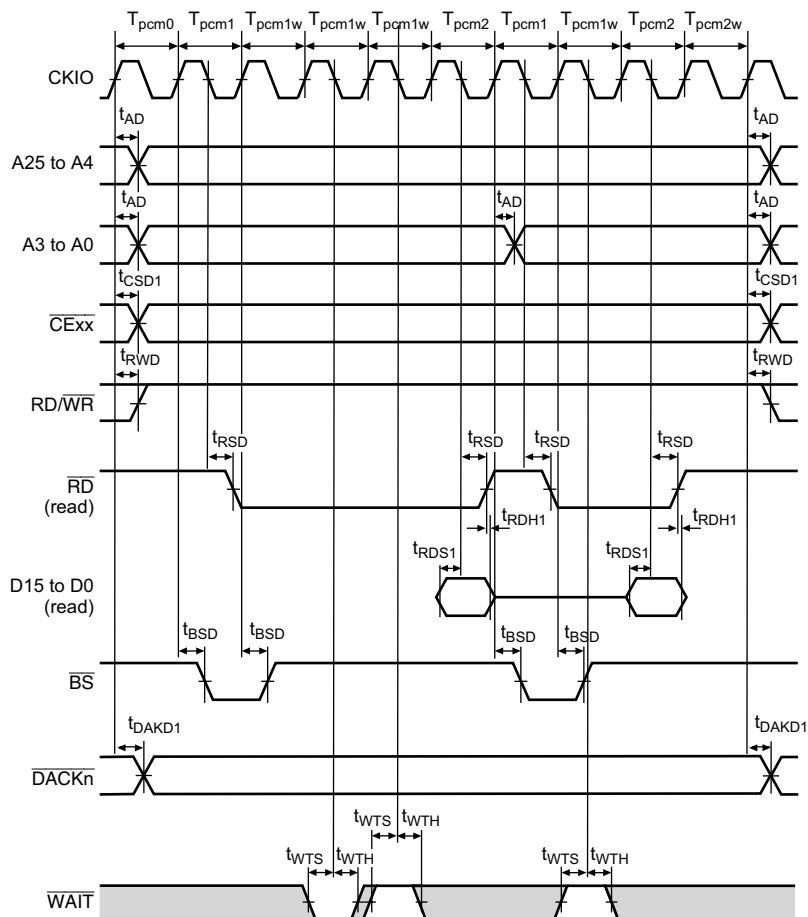 Tpcm0 Tpcm1 Tpcm1w Tpcm1w Tpcm1w Tpcm2 Tpcm1 Tpcm1w Tpcm2 Tpcm2w
CKIO
tAD tAD
A25 to A4
tAD tAD tAD
A3 to A0
tCSD1 tCSD1
CExx
tRWD tRWD
RD/WR
tRSD tRSD tRSD tRSD
RD
(read)
tRDH1 tRDH1
tRDS1 tRDS1
D15 to D0
(read)
tBSD tBSD tBSD tBSD
BS
tDAKD1 tDAKD1
DACKn
tWTS tWTH
tWTS tWTH tWTS tWTH
WAIT